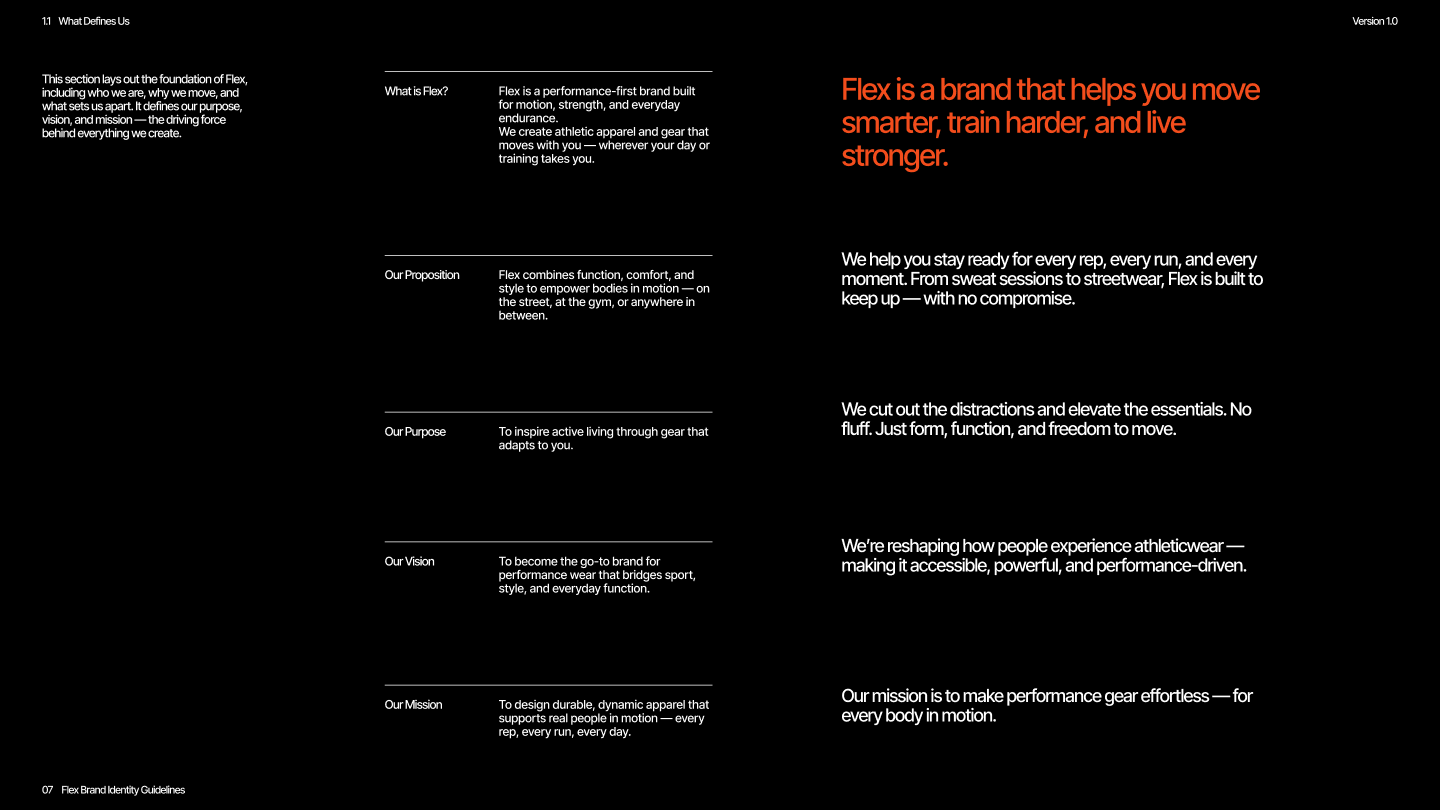 1.1 What Defines Us
Version 1.0
This section lays out the foundation of Flex,
including who we are, why we move, and
what sets us apart. It defines our purpose,
vision, and mission — the driving force
behind everything we create.
What is Flex?
Flex is a performance-first brand built
for motion, strength, and everyday
endurance.
We create athletic apparel and gear that
moves with you — wherever your day or
training takes you.
Flex is a brand that helps you move
smarter, train harder, and live
stronger.
Our Proposition
Flex combines function, comfort, and
style to empower bodies in motion — on
the street, at the gym, or anywhere in
between.
We help you stay ready for every rep, every run, and every
moment. From sweat sessions to streetwear, Flex is built to
keep up — with no compromise.
Our Purpose
To inspire active living through gear that
adapts to you.
We cut out the distractions and elevate the essentials. No
fluff. Just form, function, and freedom to move.
Our Vision
To become the go-to brand for
performance wear that bridges sport,
style, and everyday function.
We’re reshaping how people experience athleticwear —
making it accessible, powerful, and performance-driven.
Our Mission
To design durable, dynamic apparel that
supports real people in motion — every
rep, every run, every day.
Our mission is to make performance gear effortless — for
every body in motion.
07 Flex Brand Identity Guidelines